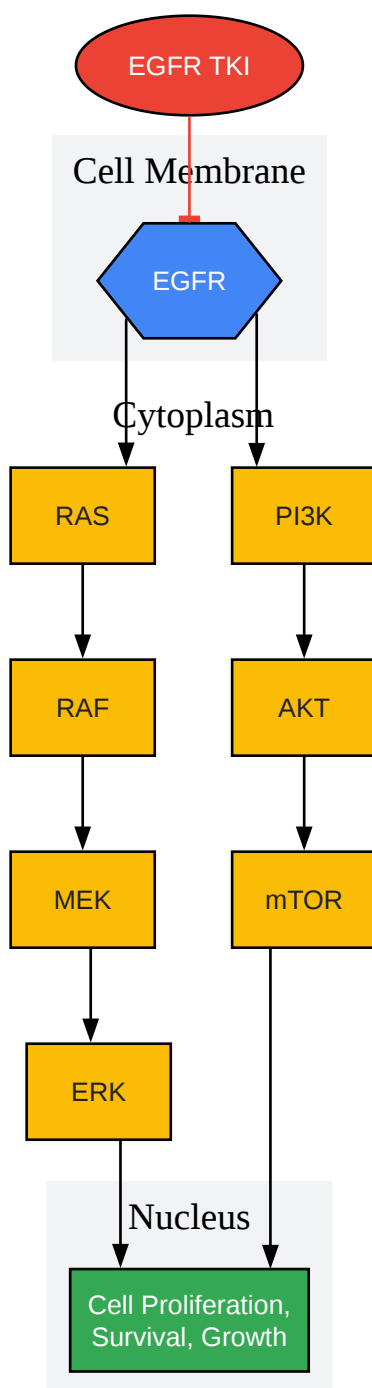 EGFR TKI
Cell Membrane
EGFR
Cytoplasm
RAS
PI3K
RAF
AKT
MEK
mTOR
ERK
Nucleus
Cell Proliferation,
Survival, Growth